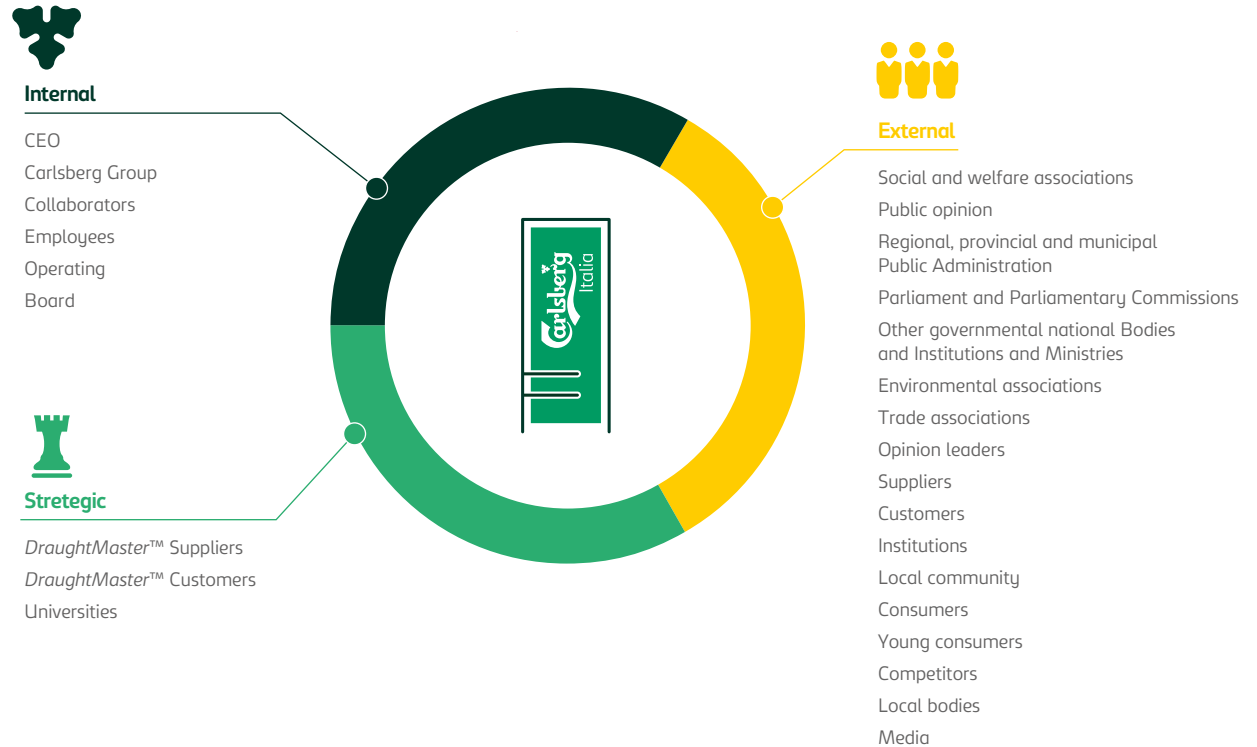 Internal
CEO
Carlsberg Group
Collaborators
Employees
Operating
Board
Stretegic
DraughtMaster™ Suppliers
DraughtMaster™ Customers
Universities
Carlsberg
Italia
External
Social and welfare associations
Public opinion
Regional, provincial and municipal
Public Administration
Parliament and Parliamentary Commissions
Other governmental national Bodies
and Institutions and Ministries
Environmental associations
Trade associations
Opinion leaders
Suppliers
Customers
Institutions
Local community
Consumers
Young consumers
Competitors
Local bodies
Media